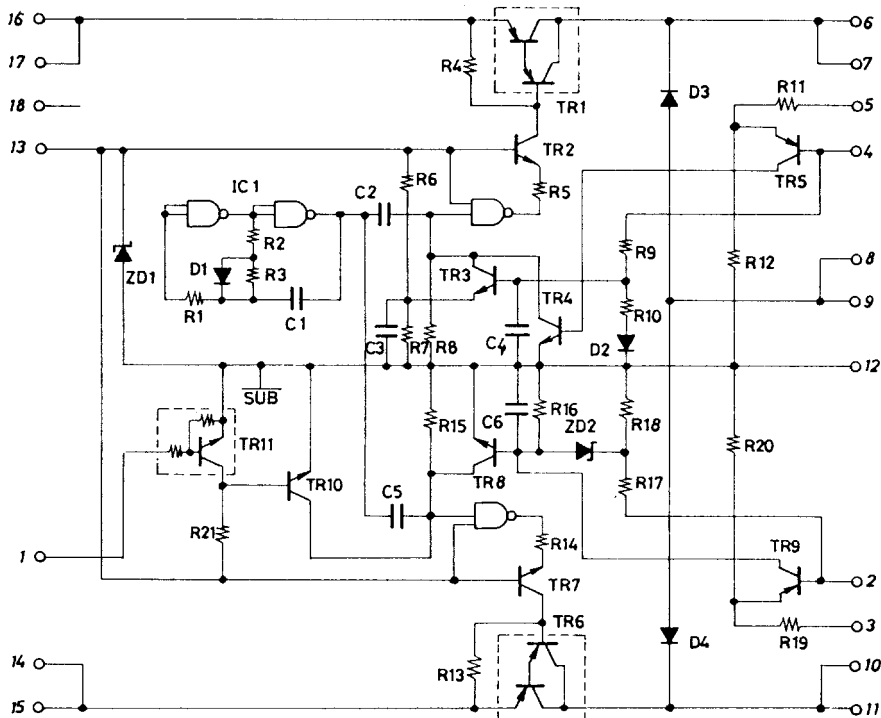 16
6
17
7
R4
TR1
18
D3
R11
5
13
TR2
4
TR5
R6
R5
IC1
C2
R2
R9
R12
8
ZD1
D1
R3
TR3
TR4
9
R1
C1
R10
C3
R7
R8
C4
D2
12
SUB
R15
C6
R16
ZD2
R18
TR11
R20
TR10
TR8
R17
C5
R21
R14
TR9
1
TR7
2
TR6
3
R19
14
R13
D4
10
15
11